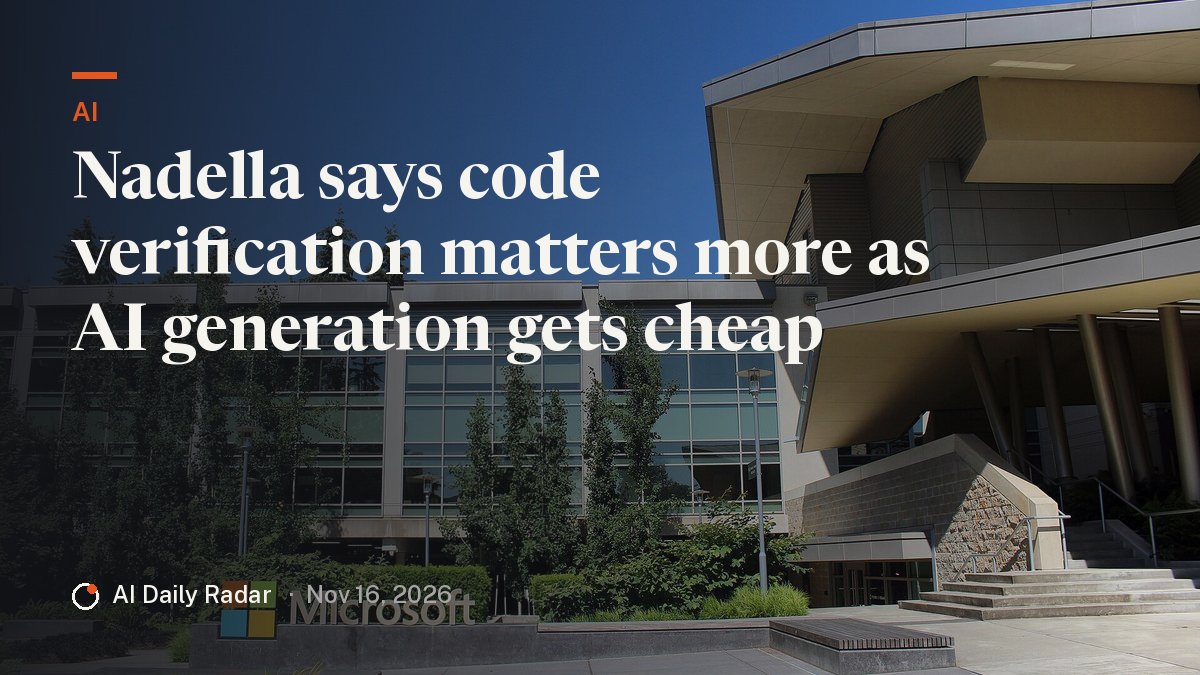 AI
Nadella says code
verification matters more as
AI generation gets cheap
AI Daily Radar · Nov 16, 2026
Microsoft